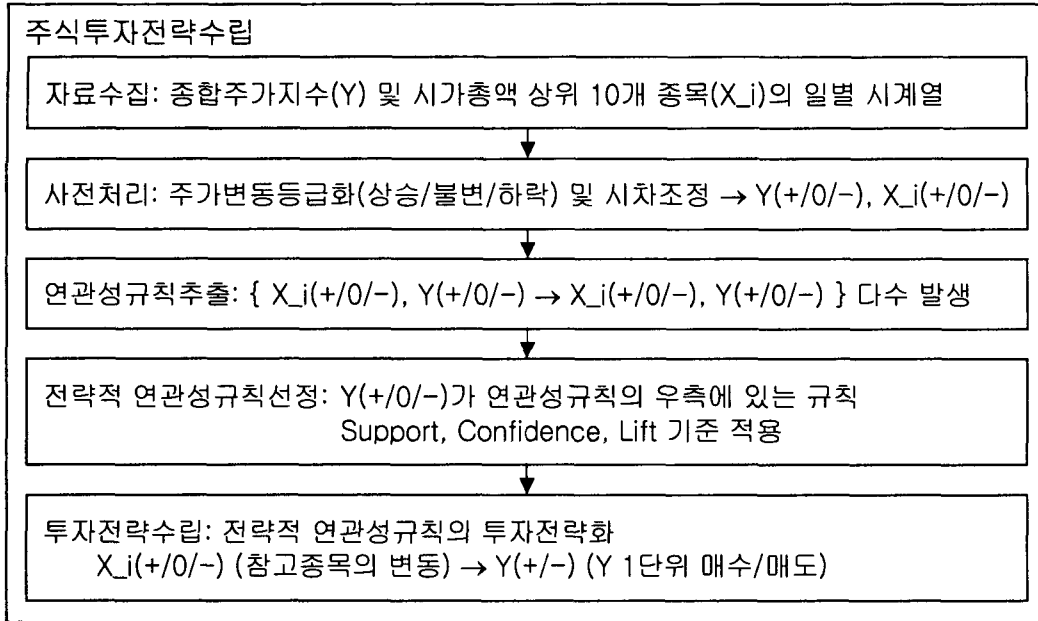 주식투자전략수립
자료수집: 종합주가지수(Y) 및 시가총액 상위 10개 종목(X_i)의 일별 시계열
사전처리: 주가변동등급화(상승/불변/하락) 및 시차조정 → Y(+/0/-), X_i(+/0/-)
연관성규칙추출: { X_i(+/0/-), Y(+/0/-) → X_i(+/0/-), Y(+/0/-) } 다수 발생
전략적 연관성규칙선정: Y(+/0/-)가 연관성규칙의 우측에 있는 규칙
Support, Confidence, Lift 기준 적용
투자전략수립: 전략적 연관성규칙의 투자전략화
X_i(+/0/-) (참고종목의 변동) → Y(+/-) (Y 1단위 매수/매도)